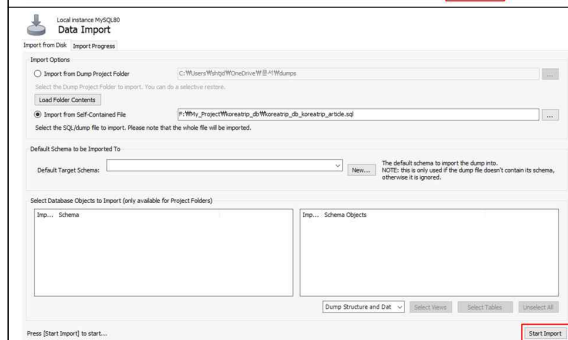 Local instance MySQL80
Data Import
Import from Disk Import Progress
Import Options
Import from Dump Project Folder C:₩Users₩vhtjd₩OneDrive₩문서₩dumps ...
Select the Dump Project Folder to import. You can do a selective restore.
Load Folder Contents
Import from Self-Contained File F:₩My_Project₩koreatrip_db₩koreatrip_db_koreatrip_article.sql ...
Select the SQL/dump file to import. Please note that the whole file will be imported.
Default Schema to be Imported To
Default Target Schema: New... The default schema to import the dump into.
NOTE: this is only used if the dump file doesn't contain its schema,
otherwise it is ignored.
Select Database Objects to Import (only available for Project Folders)
Imp... Schema Imp... Schema Objects
Dump Structure and Dat Select Views Select Tables Unselect All
Press [Start Import] to start... Start Import